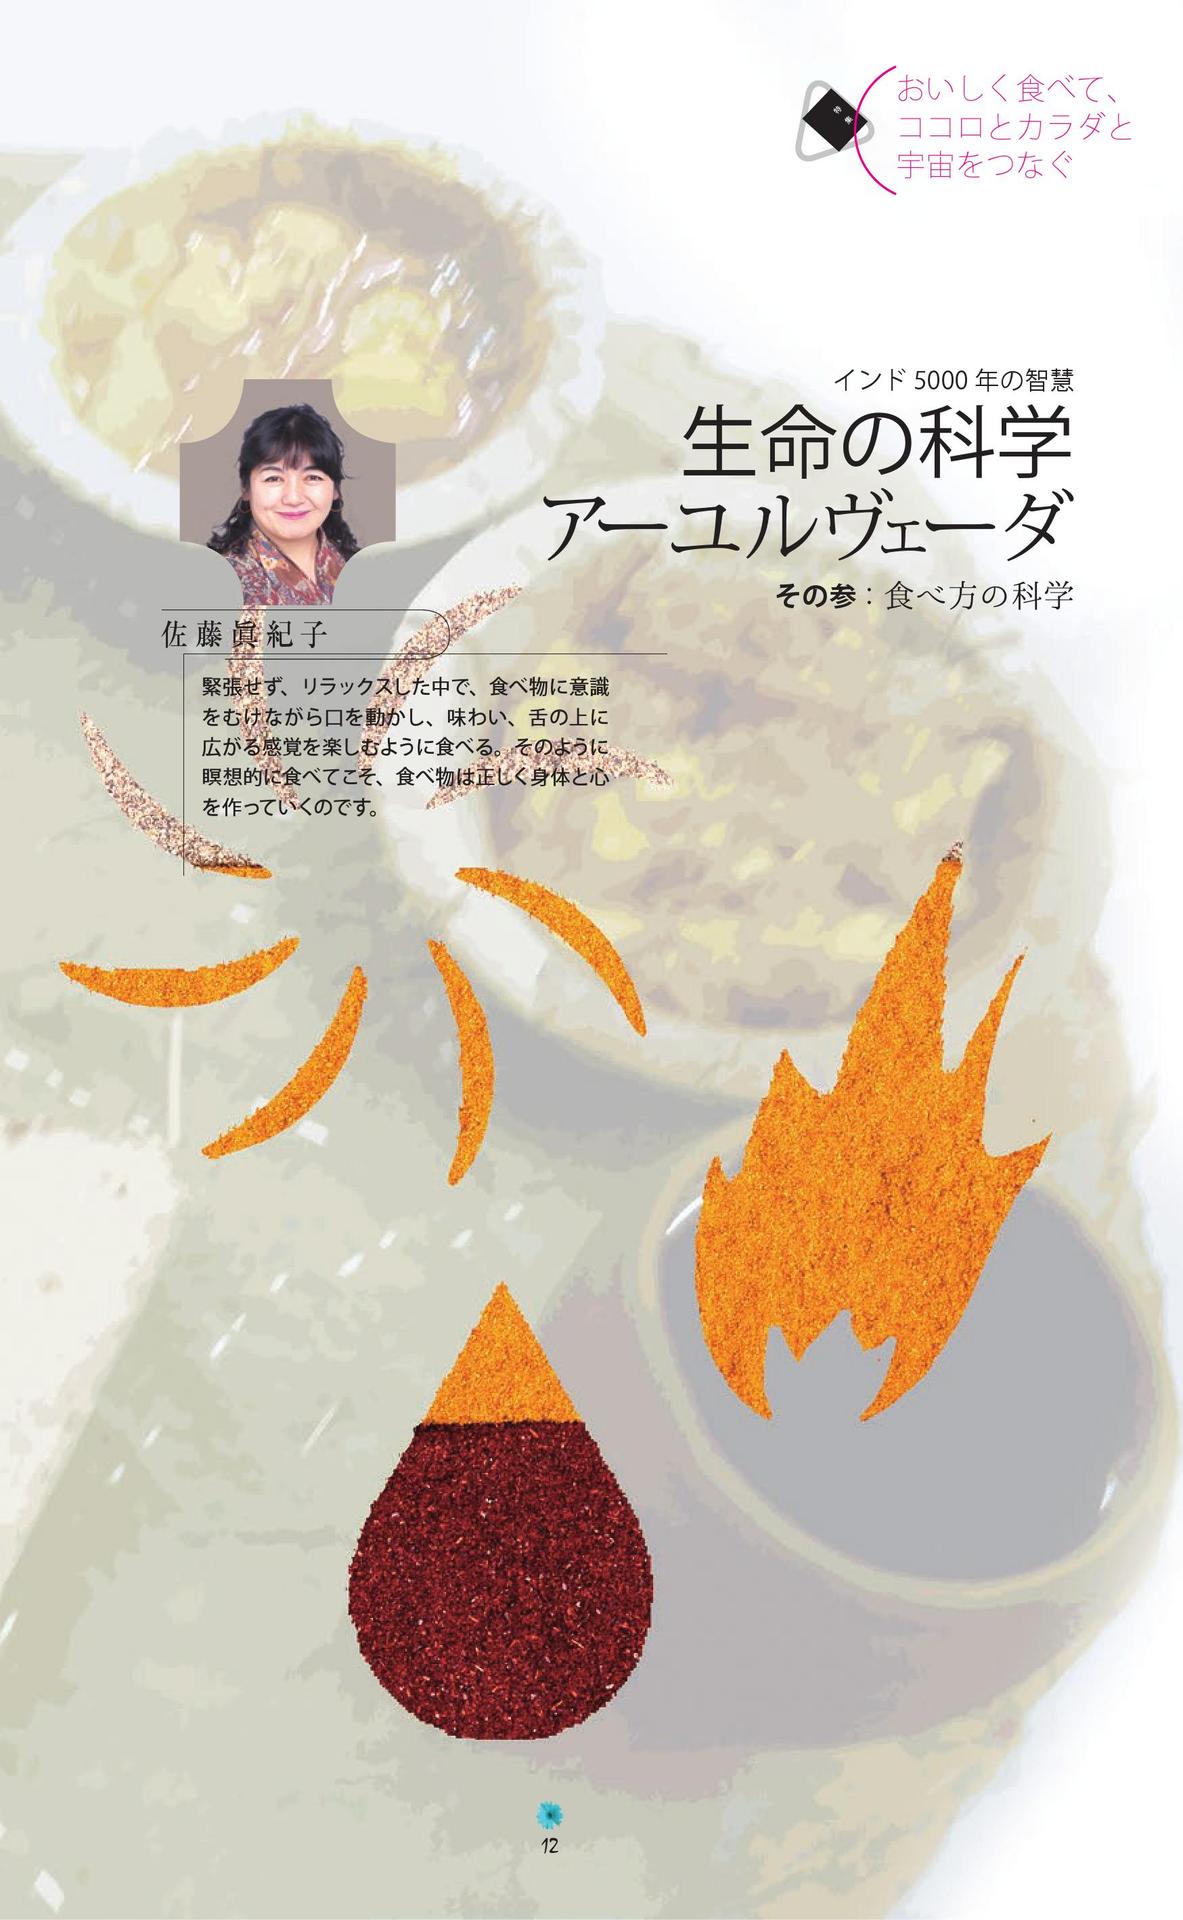 特集
おいしく食べて、
ココロとカラダと
宇宙をつなぐ
インド 5000 年の智慧
生命の科学
アーユルヴェーダ
その参：食べ方の科学
佐藤眞紀子
緊張せず、リラックスした中で、食べ物に意識
をむけながら口を動かし、味わい、舌の上に
広がる感覚を楽しむように食べる。そのように
瞑想的に食べてこそ、食べ物は正しく身体と心
を作っていくのです。
12